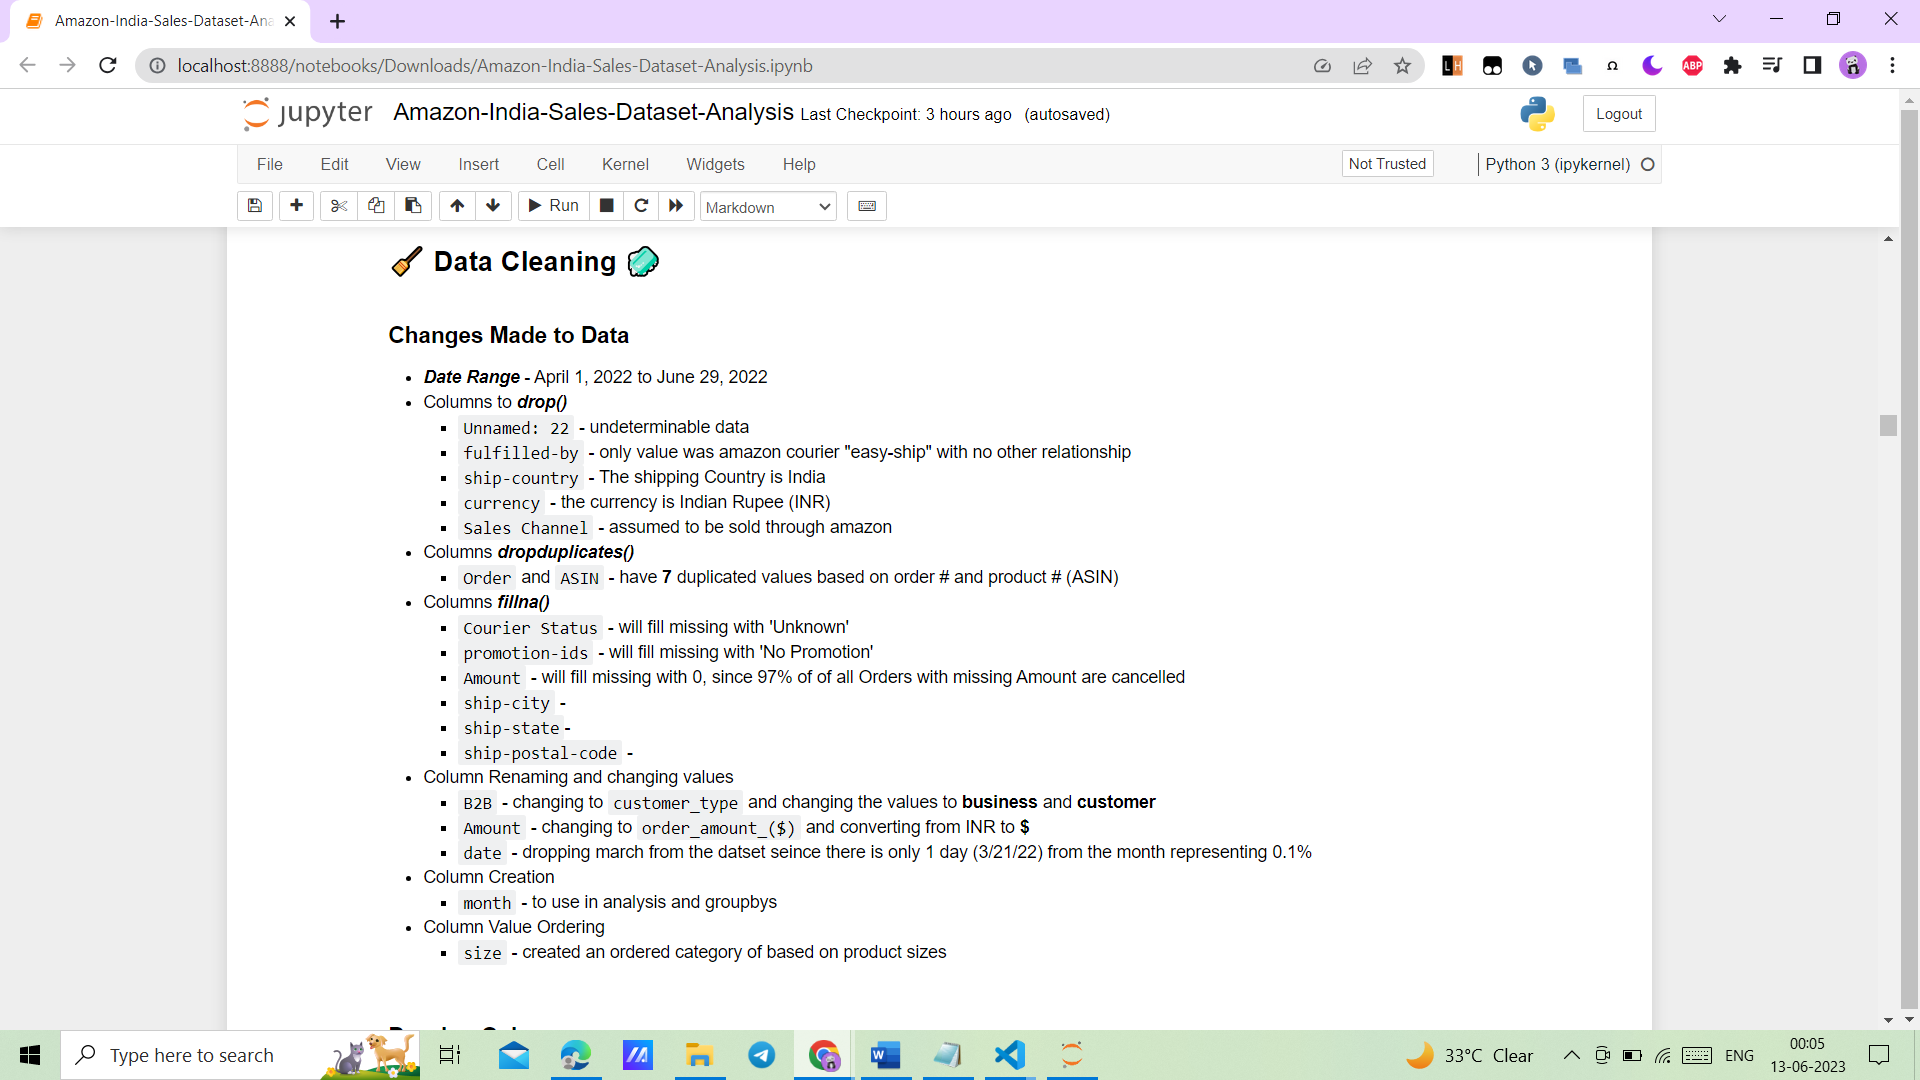 Amazon-India-Sales-Dataset-Ana
localhost:8888/notebooks/Downloads/Amazon-India-Sales-Dataset-Analysis.ipynb
LH
ABP
jupyter Amazon-India-Sales-Dataset-Analysis Last Checkpoint: 3 hours ago (autosaved)
Logout
File Edit View Insert Cell Kernel Widgets Help
Not Trusted
Python 3 (ipykernel)
Run
Markdown
Data Cleaning
Changes Made to Data
Date Range - April 1, 2022 to June 29, 2022
Columns to drop()
Unnamed: 22 - undeterminable data
fulfilled-by - only value was amazon courier "easy-ship" with no other relationship
ship-country - The shipping Country is India
currency - the currency is Indian Rupee (INR)
Sales Channel - assumed to be sold through amazon
Columns dropduplicates()
Order and ASIN - have 7 duplicated values based on order # and product # (ASIN)
Columns fillna()
Courier Status - will fill missing with 'Unknown'
promotion-ids - will fill missing with 'No Promotion'
Amount - will fill missing with 0, since 97% of of all Orders with missing Amount are cancelled
ship-city -
ship-state -
ship-postal-code -
Column Renaming and changing values
B2B - changing to customer_type and changing the values to business and customer
Amount - changing to order_amount_($) and converting from INR to $
date - dropping march from the datset seince there is only 1 day (3/21/22) from the month representing 0.1%
Column Creation
month - to use in analysis and groupbys
Column Value Ordering
size - created an ordered category of based on product sizes
Type here to search
33°C Clear
ENG
00:05
13-06-2023